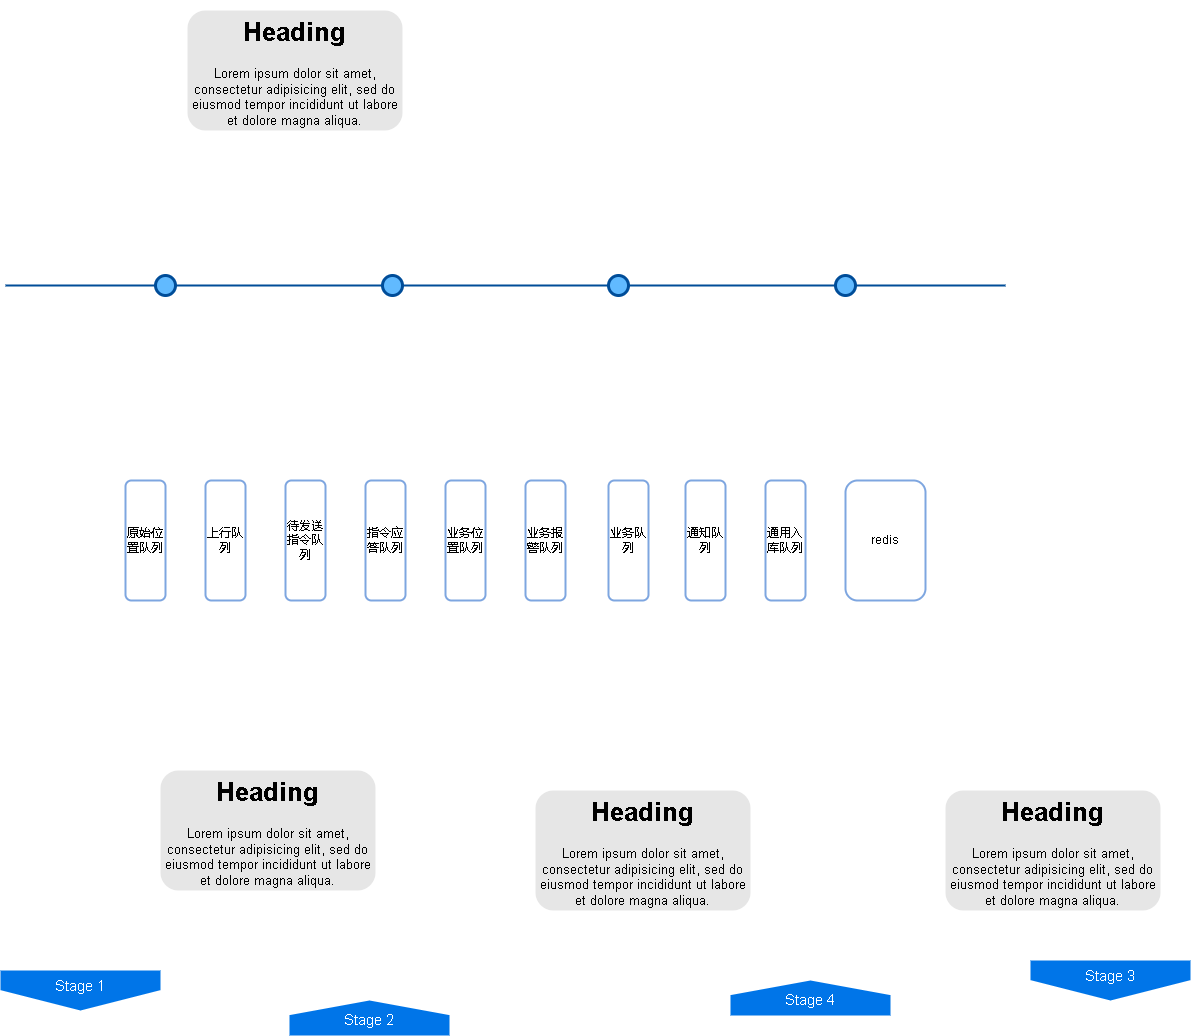 Heading
Lorem ipsum dolor sit amet,
consectetur adipisicing elit, sed do
eiusmod tempor incididunt ut labore
et dolore magna aliqua.
原始位
置队列
上行队
列
待发送
指令队
列
指令应
答队列
业务位
置队列
业务报
警队列
业务队
列
通知队
列
通用入
库队列
redis
Heading
Lorem ipsum dolor sit amet,
consectetur adipisicing elit, sed do
eiusmod tempor incididunt ut labore
et dolore magna aliqua.
Heading
Lorem ipsum dolor sit amet,
consectetur adipisicing elit, sed do
eiusmod tempor incididunt ut labore
et dolore magna aliqua.
Heading
Lorem ipsum dolor sit amet,
consectetur adipisicing elit, sed do
eiusmod tempor incididunt ut labore
et dolore magna aliqua.
Stage 1
Stage 2
Stage 4
Stage 3